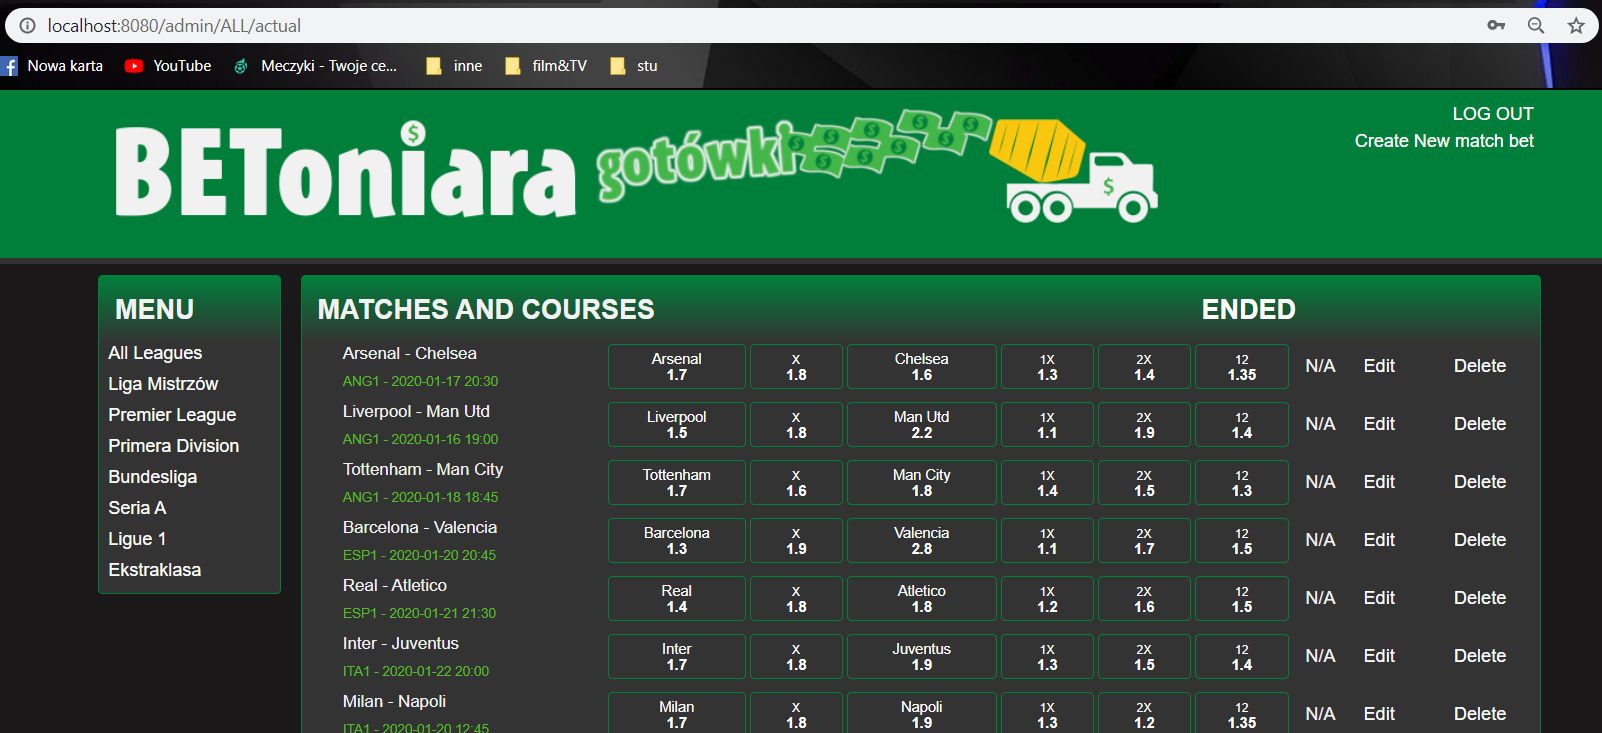 localhost:8080/admin/ALL/actual
Nowa karta YouTube Meczyki - Twoje ce... inne film&TV stu
BEToniara gotówki
LOG OUT
Create New match bet
MENU
All Leagues
Liga Mistrzów
Premier League
Primera Division
Bundesliga
Seria A
Ligue 1
Ekstraklasa
MATCHES AND COURSES ENDED
Arsenal - Chelsea Arsenal X Chelsea 1X 2X 12 N/A Edit Delete
ANG1 - 2020-01-17 20:30 1.7 1.8 1.6 1.3 1.4 1.35
Liverpool - Man Utd Liverpool X Man Utd 1X 2X 12 N/A Edit Delete
ANG1 - 2020-01-16 19:00 1.5 1.8 2.2 1.1 1.9 1.4
Tottenham - Man City Tottenham X Man City 1X 2X 12 N/A Edit Delete
ANG1 - 2020-01-18 18:45 1.7 1.6 1.8 1.4 1.5 1.3
Barcelona - Valencia Barcelona X Valencia 1X 2X 12 N/A Edit Delete
ESP1 - 2020-01-20 20:45 1.3 1.9 2.8 1.1 1.7 1.5
Real - Atletico Real X Atletico 1X 2X 12 N/A Edit Delete
ESP1 - 2020-01-21 21:30 1.4 1.8 1.8 1.2 1.6 1.5
Inter - Juventus Inter X Juventus 1X 2X 12 N/A Edit Delete
ITA1 - 2020-01-22 20:00 1.7 1.8 1.9 1.3 1.5 1.4
Milan - Napoli Milan X Napoli 1X 2X 12 N/A Edit Delete
ITA1 - 2020-01-20 12:45 1.7 1.8 1.9 1.3 1.2 1.35